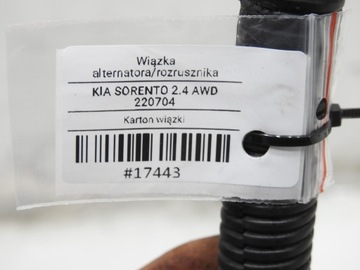 Wiązka
alternatora/rozrusznika
KIA SORENTO 2.4 AWD
220704
Karton wiązki
#17443